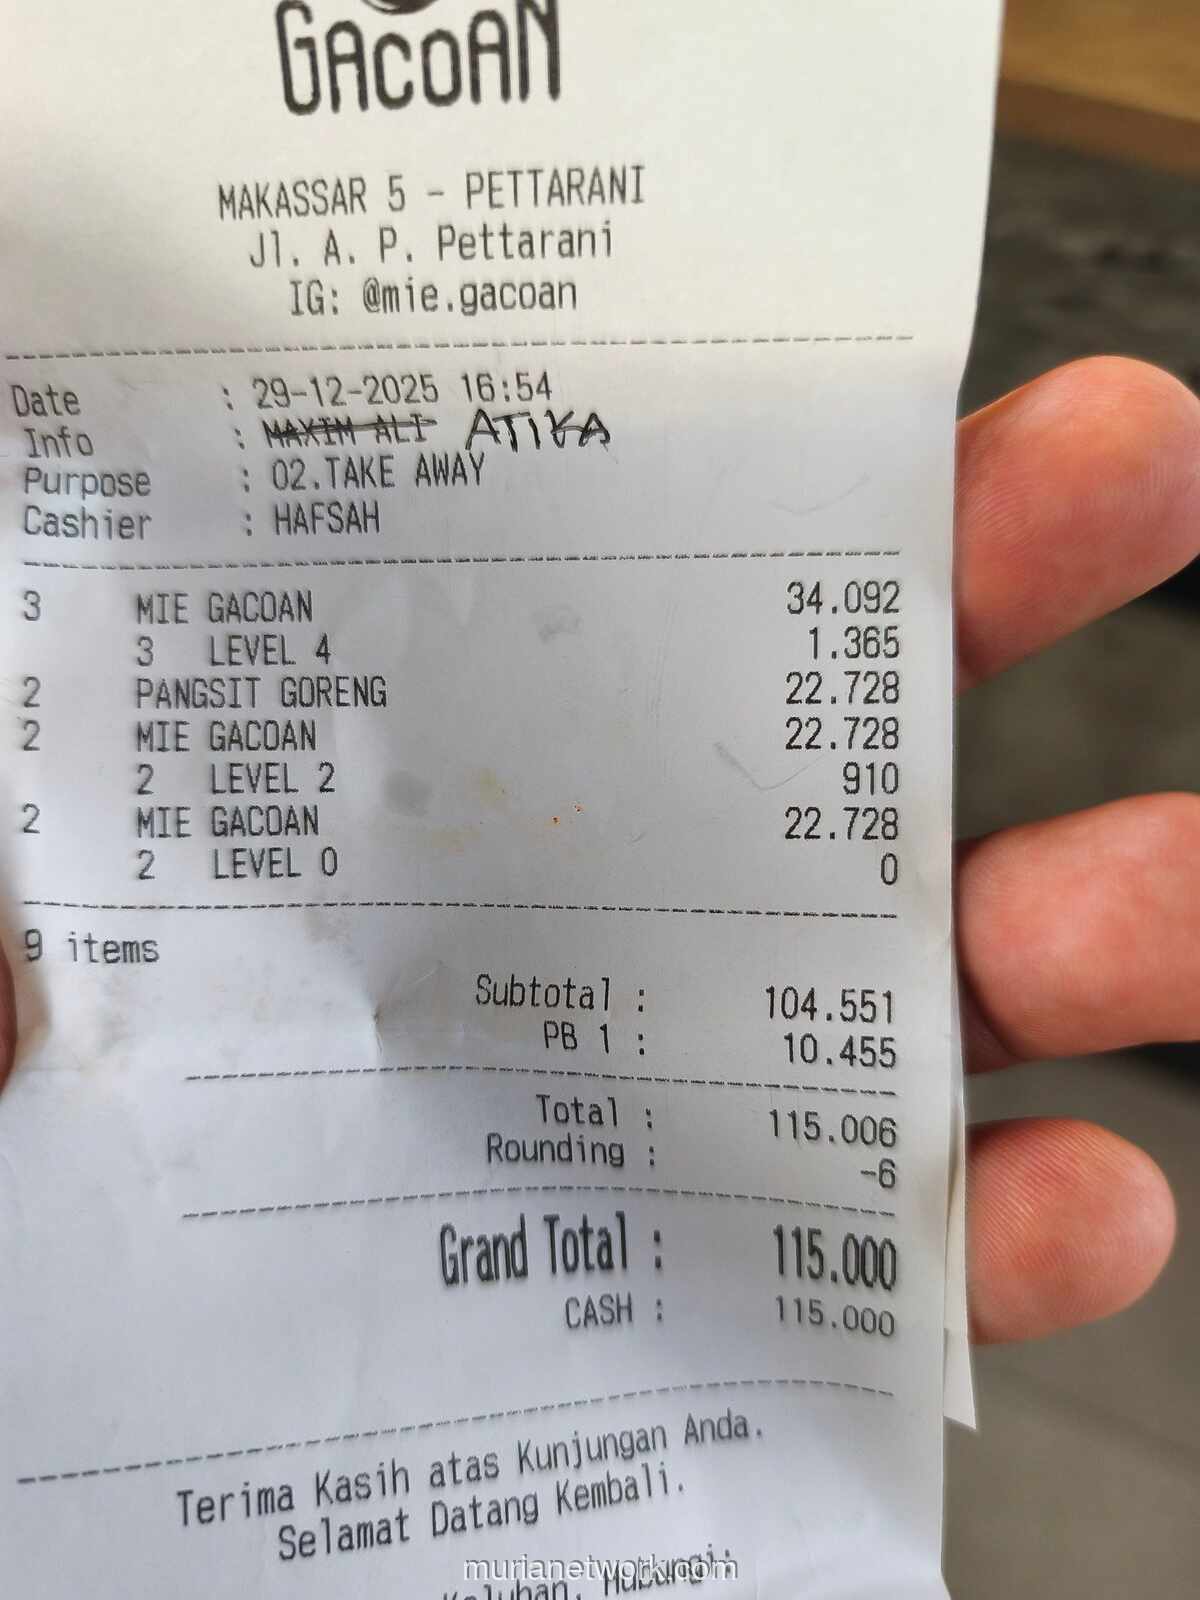 GACOAN
MAKASSAR 5 - PETTARANI
Jl. A. P. Pettarani
IG: @mie.gacoan
Date : 29-12-2025 16:54
Info : MAXIM ALI ATIKA
Purpose : 02.TAKE AWAY
Cashier : HAFSAH
3 MIE GACOAN 34.092
3 LEVEL 4 1.365
2 PANGSIT GORENG 22.728
2 MIE GACOAN 22.728
2 LEVEL 2 910
2 MIE GACOAN 22.728
2 LEVEL 0 0
9 items
Subtotal : 104.551
PB 1 : 10.455
Total : 115.006
Rounding : -6
Grand Total : 115.000
CASH : 115.000
Terima Kasih atas Kunjungan Anda.
Selamat Datang Kembali.
Keluhan, Hubungi:
murianetwork.com